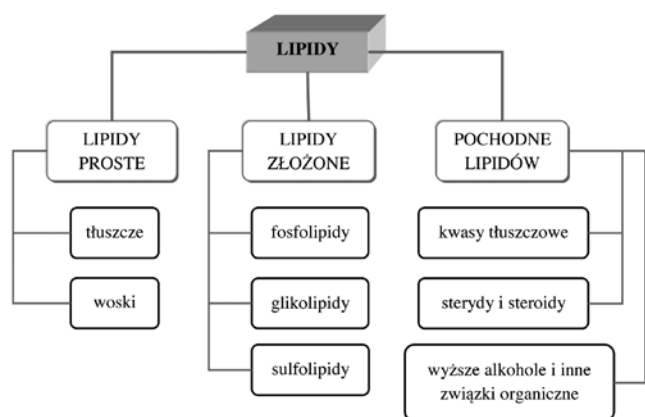 LIPIDY
LIPIDY
PROSTE
tłuszcze
woski
LIPIDY
ZŁOŻONE
fosfolipidy
glikolipidy
sulfolipidy
POCHODNE
LIPIDÓW
kwasy tłuszczowe
sterydy i steroidy
wyższe alkohole i inne
związki organiczne